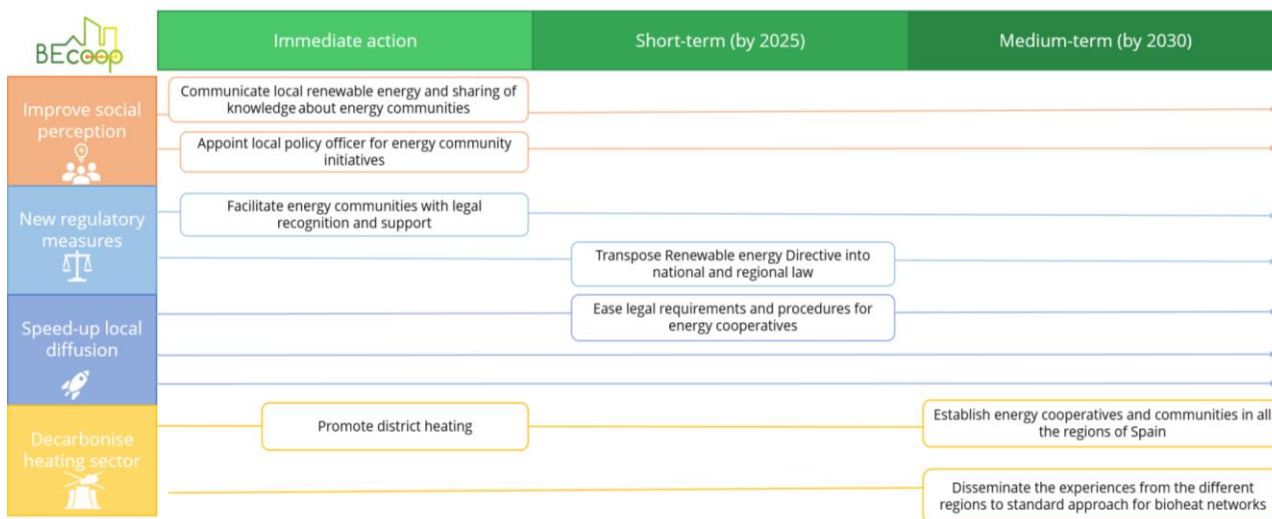 BECOOP
Immediate action
Short-term (by 2025)
Medium-term (by 2030)
Improve social
perception
Communicate local renewable energy and sharing of
knowledge about energy communities
Appoint local policy officer for energy community
initiatives
New regulatory
measures
Facilitate energy communities with legal
recognition and support
Transpose Renewable energy Directive into
national and regional law
Speed-up local
diffusion
Ease legal requirements and procedures for
energy cooperatives
Decarbonise
heating sector
Promote district heating
Establish energy cooperatives and communities in all
the regions of Spain
Disseminate the experiences from the different
regions to standard approach for bioheat networks